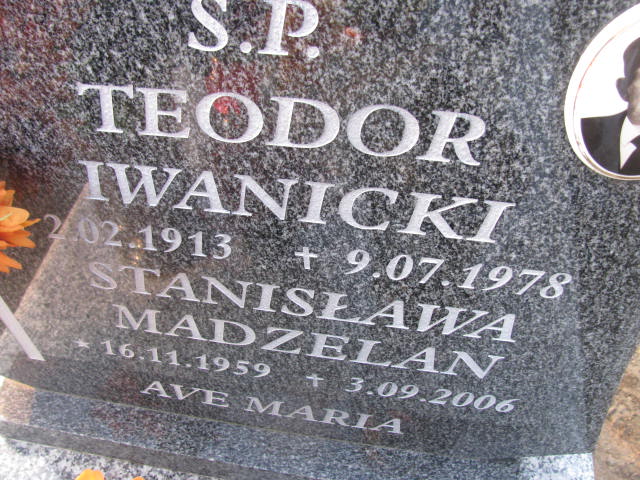 S.P.
TEODOR
IWANICKI
2.02.1913 + 9.07.1978
STANISŁAWA
MADZELAN
* 16.11.1959 + 3.09.2006
AVE MARIA